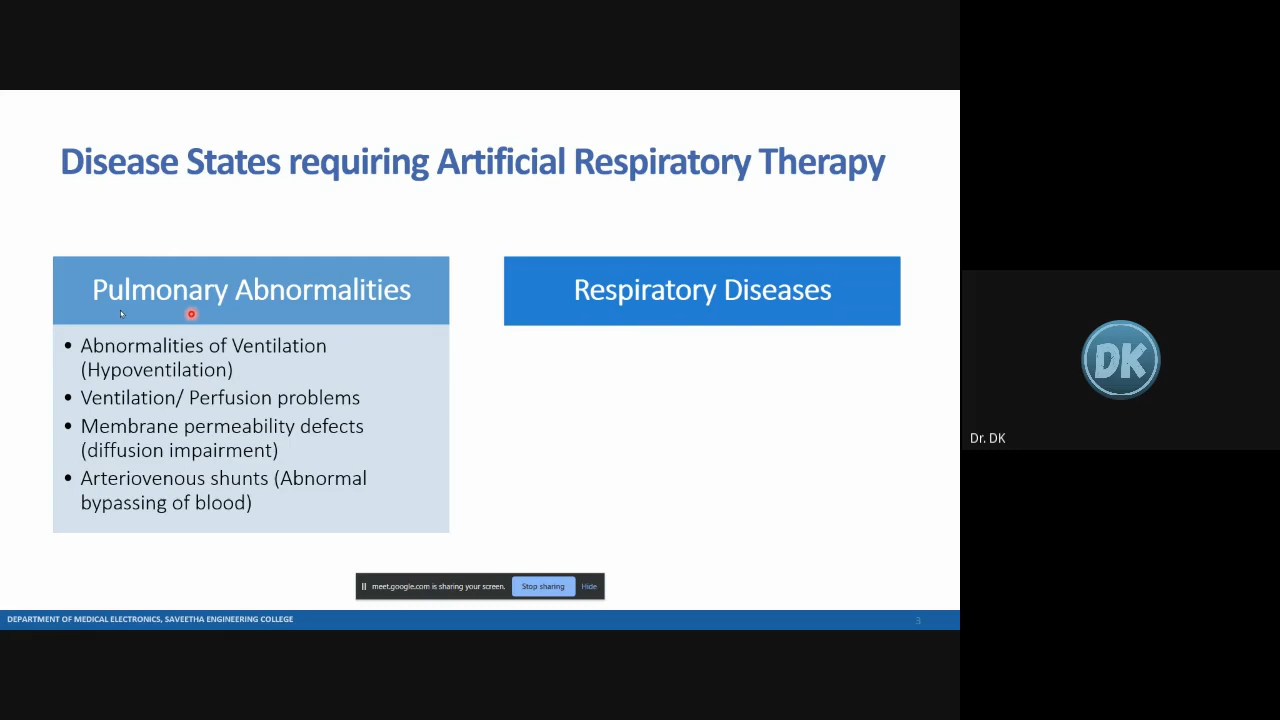 Disease States requiring Artificial Respiratory Therapy
Pulmonary Abnormalities
• Abnormalities of Ventilation
(Hypoventilation)
• Ventilation/ Perfusion problems
• Membrane permeability defects
(diffusion impairment)
• Arteriovenous shunts (Abnormal
bypassing of blood)
Respiratory Diseases
meet.google.com is sharing your screen. Stop sharing Hide
DEPARTMENT OF MEDICAL ELECTRONICS, SAVEETHA ENGINEERING COLLEGE 3
DK
Dr. DK